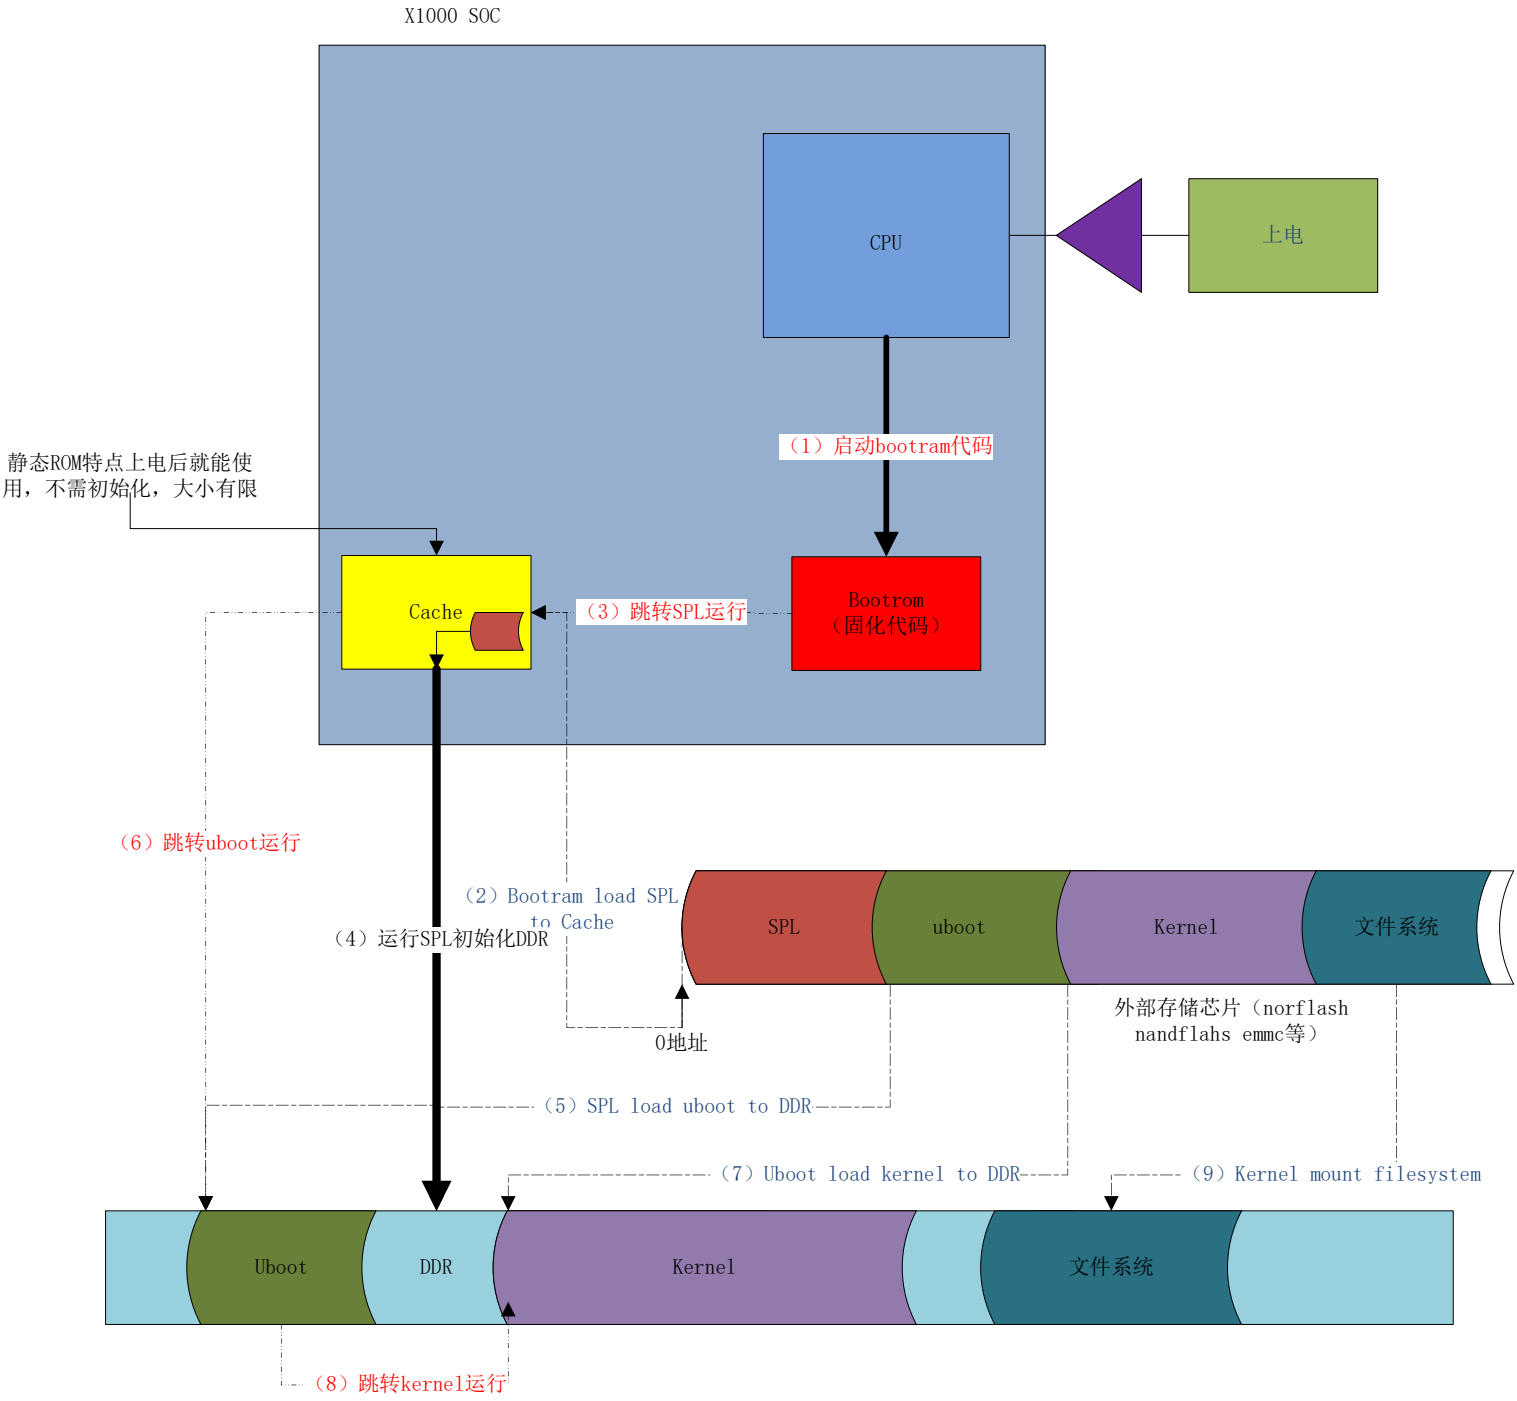 X1000 SOC
CPU
上电
（1）启动bootram代码
静态ROM特点上电后就能使
用，不需初始化，大小有限
Cache
（3）跳转SPL运行
Bootrom
（固化代码）
（6）跳转uboot运行
（2）Bootram load SPL
to Cache
（4）运行SPL初始化DDR
SPL
uboot
Kernel
文件系统
外部存储芯片（norflash
nandflahs emmc等）
0地址
（5）SPL load uboot to DDR
（7）Uboot load kernel to DDR
（9）Kernel mount filesystem
Uboot
DDR
Kernel
文件系统
（8）跳转kernel运行